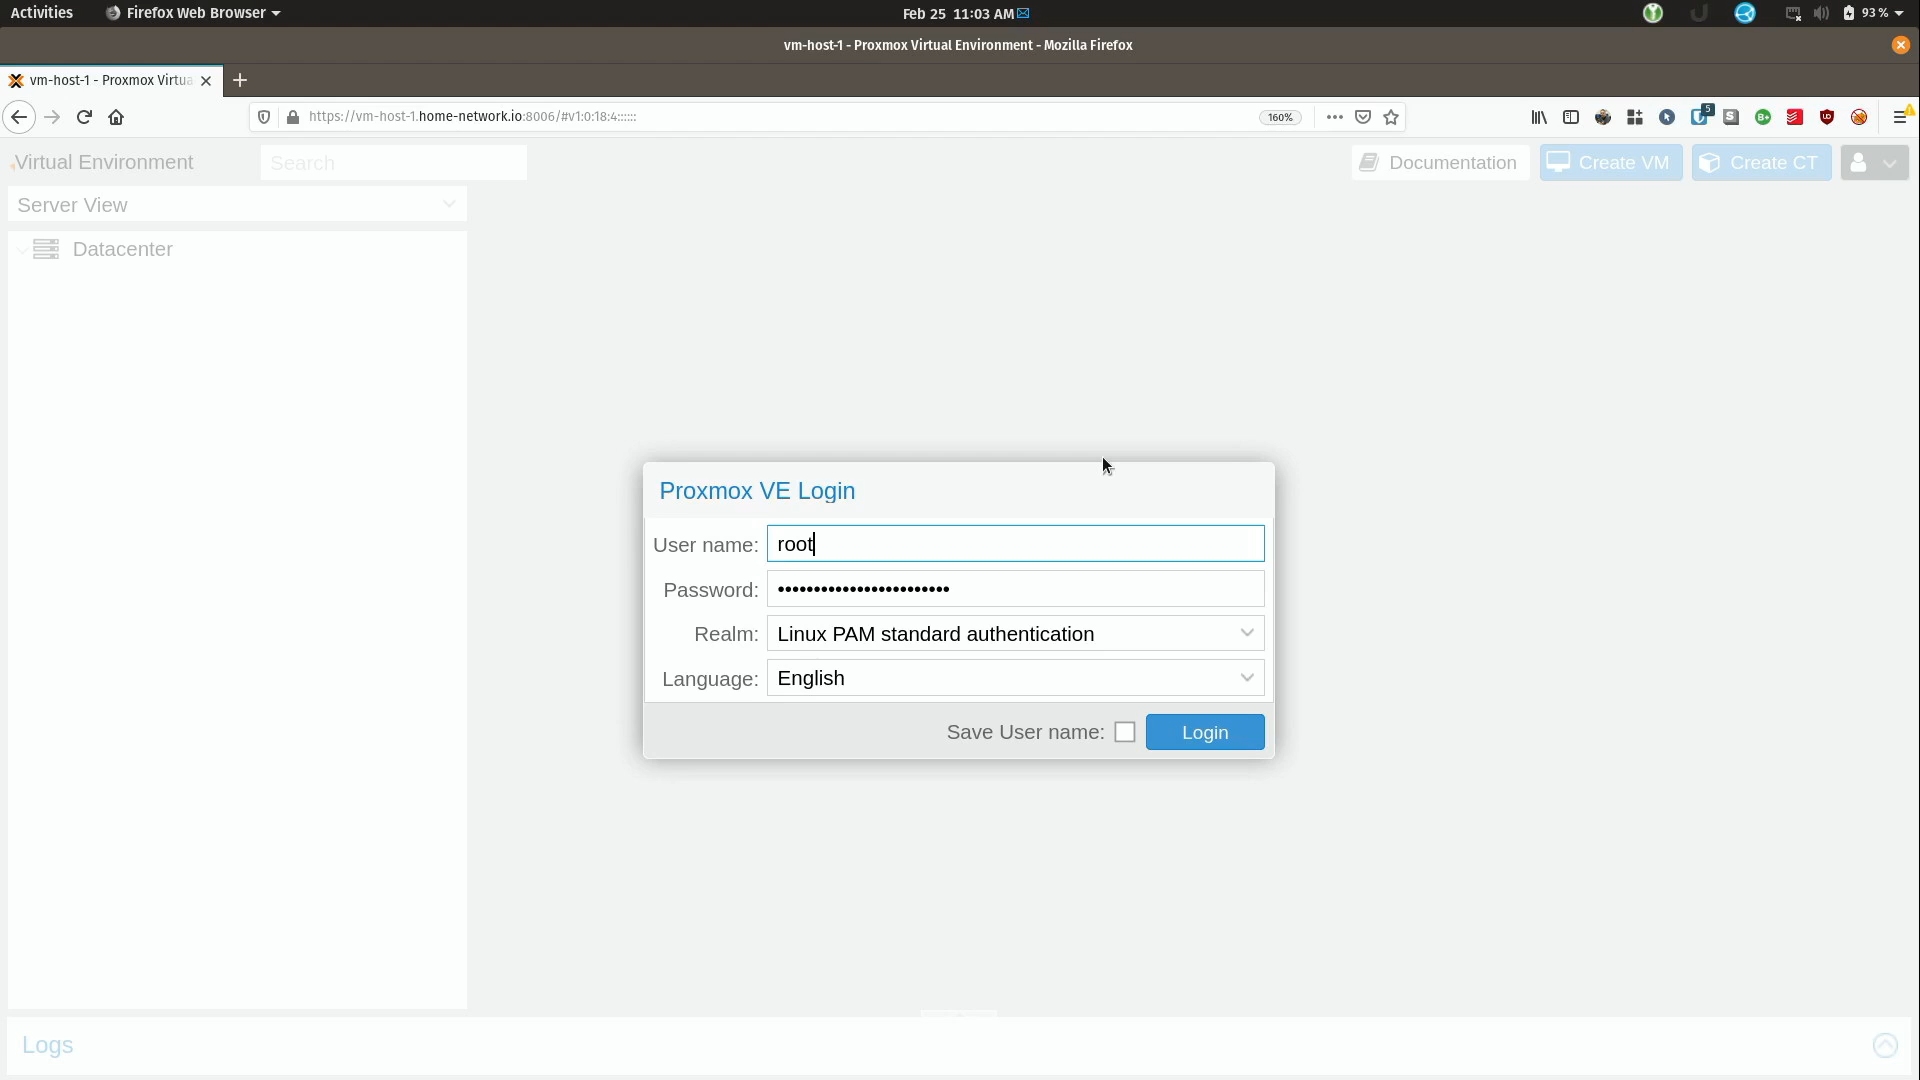 Activities
Firefox Web Browser
Feb 25 11:03 AM
93 %
vm-host-1 - Proxmox Virtual Environment - Mozilla Firefox
vm-host-1 - Proxmox Virtua
https://vm-host-1.home-network.io:8006/#v1:0:18:4::::::
160%
5
S
B+
Virtual Environment
Search
Documentation
Create VM
Create CT
Server View
Datacenter
Proxmox VE Login
User name:
root
Password:
••••••••••••••••••••••••
Realm:
Linux PAM standard authentication
Language:
English
Save User name:
Login
Logs